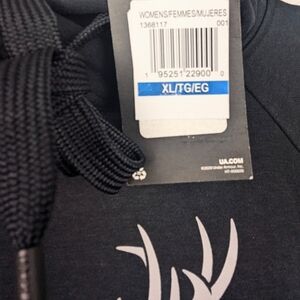 WOMENS/FEMMES/MUJERES
1368117 001
1 95251 22900 0
XL/TG/EG
UA.COM